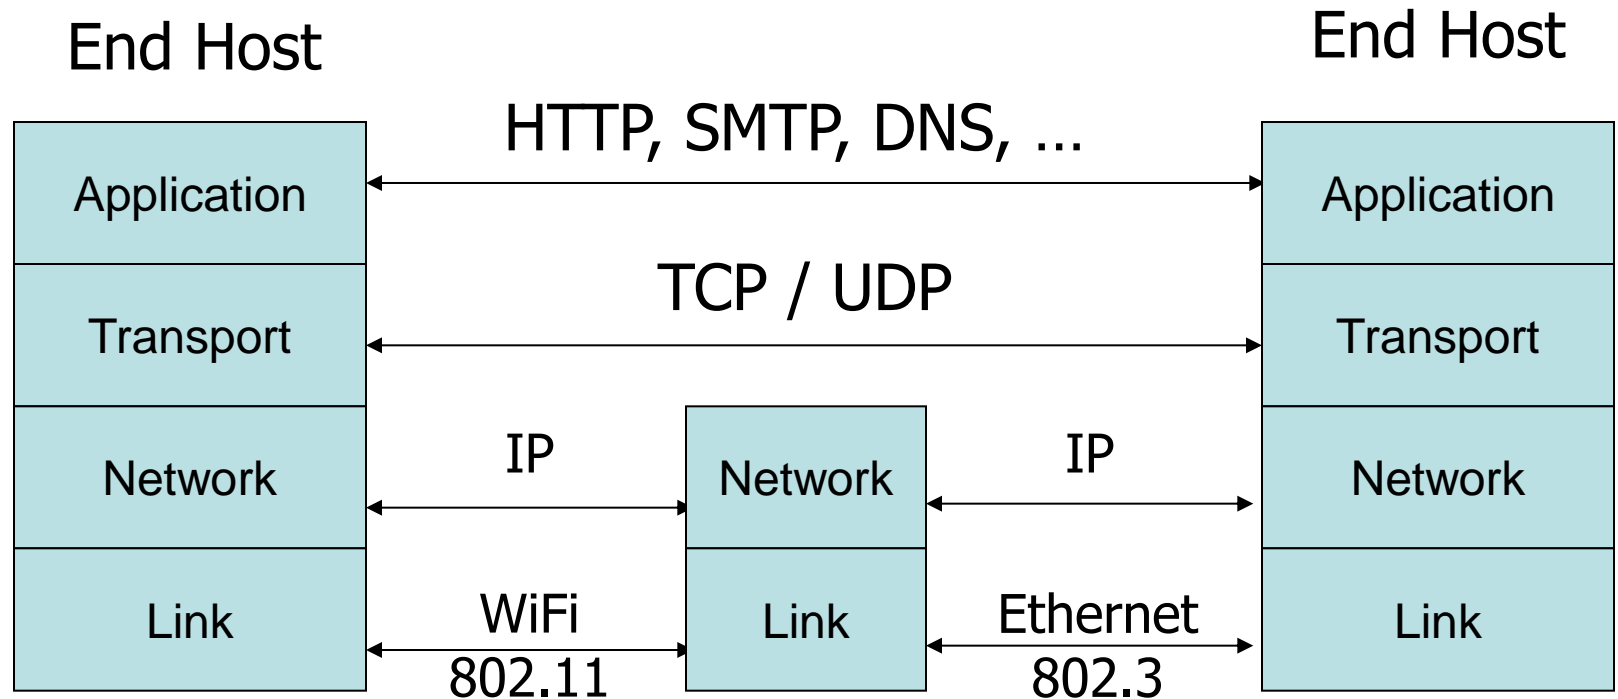 End Host
End Host
HTTP, SMTP, DNS, ...
Application
Application
TCP / UDP
Transport
Transport
IP
IP
Network
Network
Network
WiFi
Ethernet
Link
Link
Link
802.11
802.3